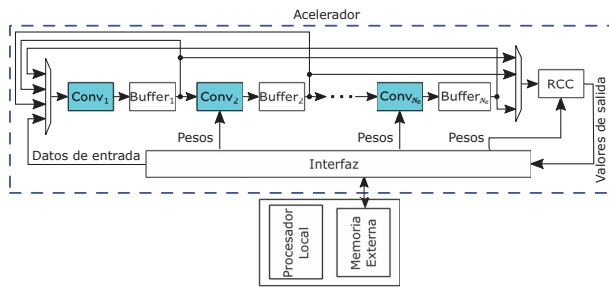 Acelerador
Conv1 Buffer1 Conv2 Buffer2 ConvNc BufferNc RCC
Pesos Pesos Pesos
Datos de entrada
Interfaz
Valores de salida
Procesador Local
Memoria Externa